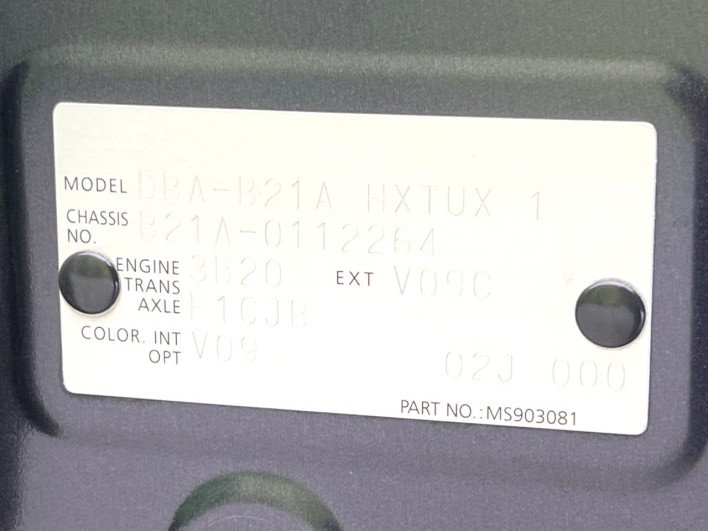 MODEL DBA-B21A HXTUX 1
CHASSIS NO. B21A-0112264
ENGINE 3B20 EXT V09C
TRANS AXLE F1CJB
COLOR. INT V09
OPT 02J 000
PART NO.:MS903081